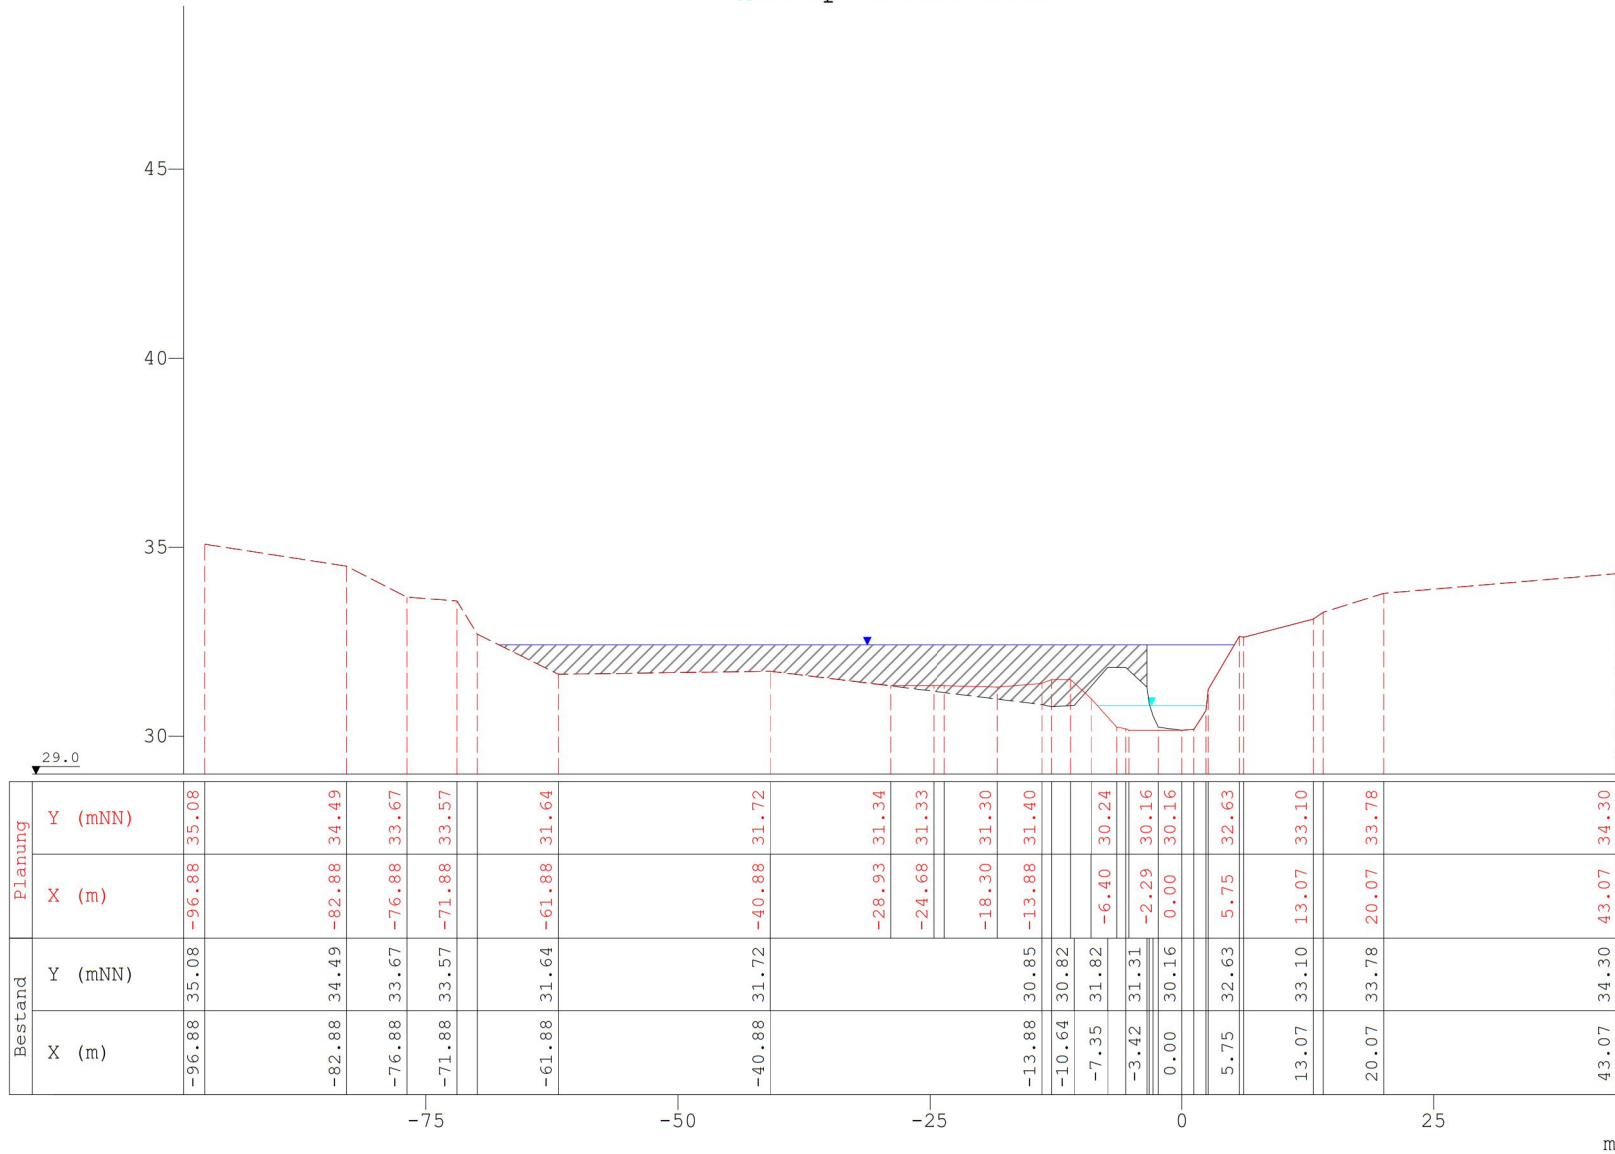 45
40
35
30
29.0
Planung
Y (mNN)
35.08 34.49 33.67 33.57 31.64 31.72 31.34 31.33 31.30 31.40 30.24 30.16 30.16 32.63 33.10 33.78 34.30
X (m)
-96.88 -82.88 -76.88 -71.88 -61.88 -40.88 -28.93 -24.68 -18.30 -13.88 -6.40 -2.29 0.00 5.75 13.07 20.07 43.07
Bestand
Y (mNN)
35.08 34.49 33.67 33.57 31.64 31.72 30.85 30.82 31.82 31.31 30.16 32.63 33.10 33.78 34.30
X (m)
-96.88 -82.88 -76.88 -71.88 -61.88 -40.88 -13.88 -10.64 -7.35 -3.42 0.00 5.75 13.07 20.07 43.07
-75 -50 -25 0 25
m